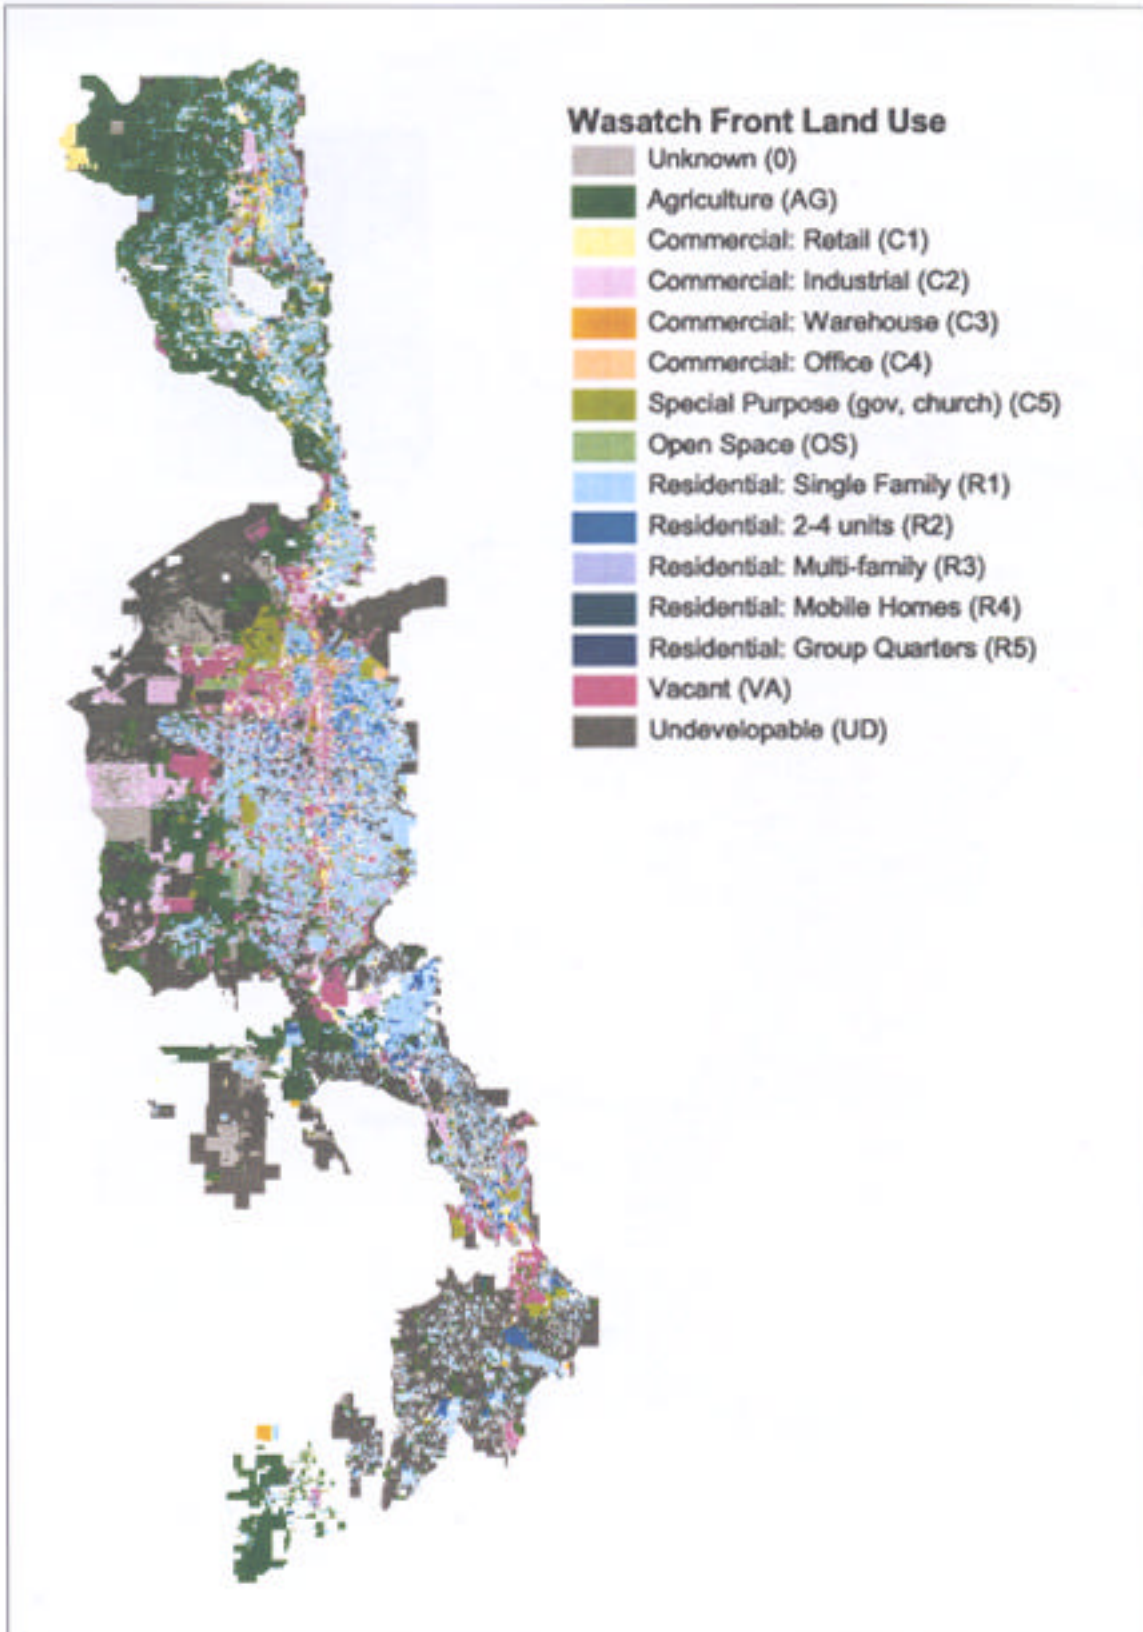 Wasatch Front Land Use
Unknown (0)
Agriculture (AG)
Commercial: Retail (C1)
Commercial: Industrial (C2)
Commercial: Warehouse (C3)
Commercial: Office (C4)
Special Purpose (gov, church) (C5)
Open Space (OS)
Residential: Single Family (R1)
Residential: 2-4 units (R2)
Residential: Multi-family (R3)
Residential: Mobile Homes (R4)
Residential: Group Quarters (R5)
Vacant (VA)
Undevelopable (UD)